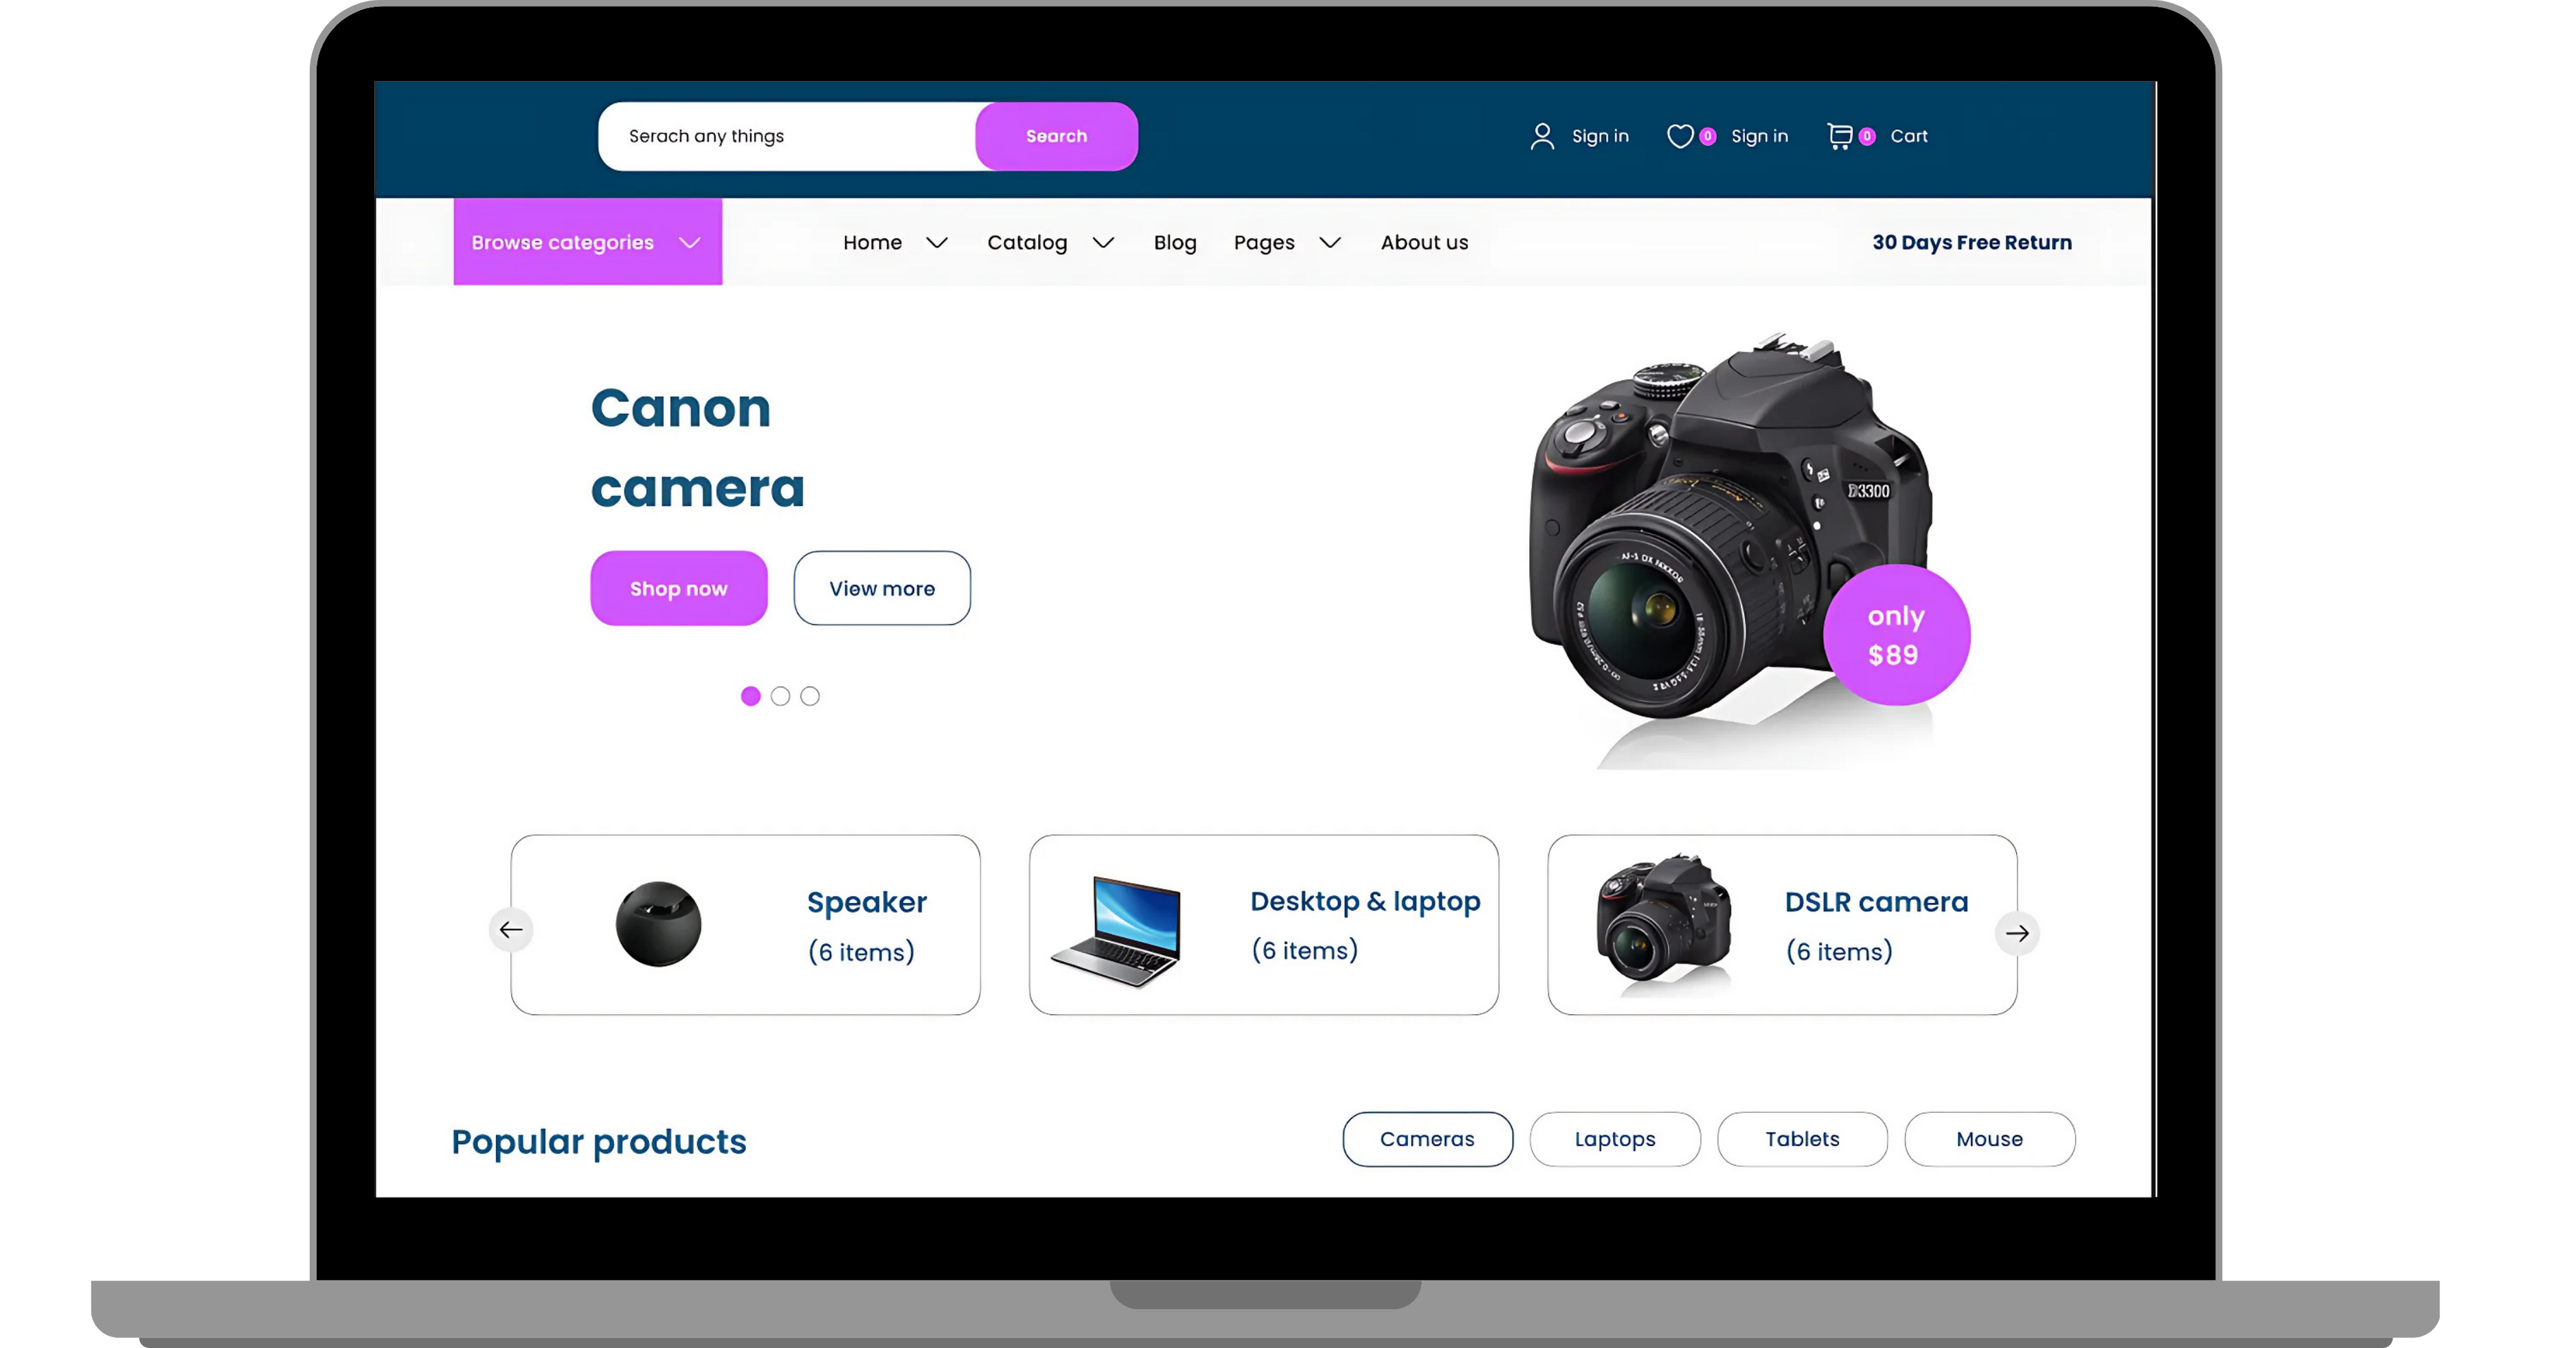 Serach any things
Search
Sign in
0
Sign in
0
Cart
Browse categories
Home
Catalog
Blog
Pages
About us
30 Days Free Return
Canon
camera
Shop now
View more
D3300
only
$89
Speaker
(6 items)
Desktop & laptop
(6 items)
DSLR camera
(6 items)
Popular products
Cameras
Laptops
Tablets
Mouse